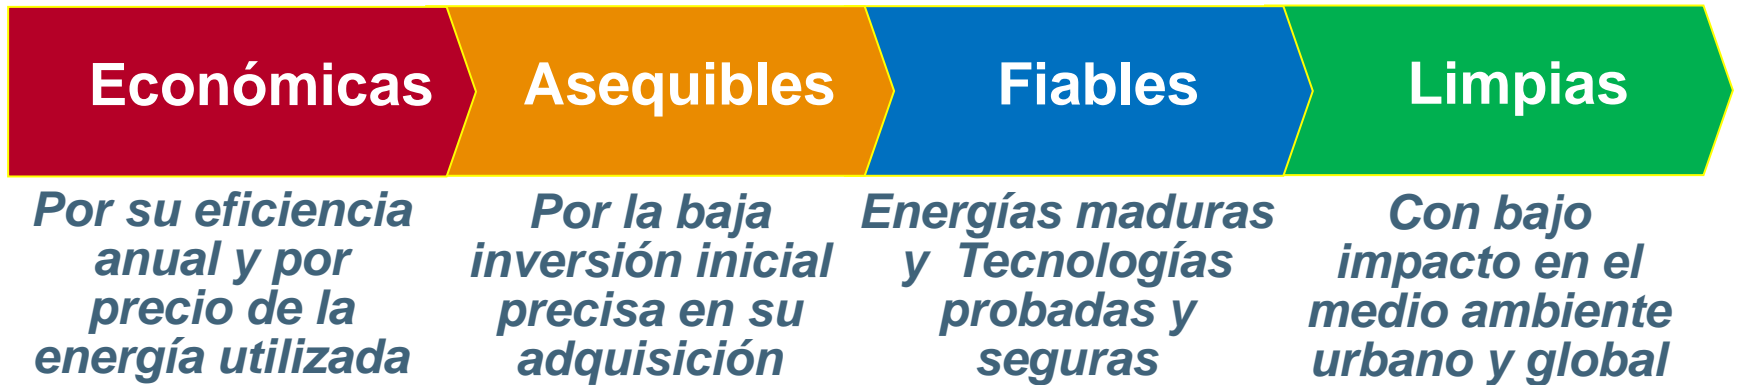 Económicas
Por su eficiencia
anual y por
precio de la
energía utilizada
Asequibles
Por la baja
inversión inicial
precisa en su
adquisición
Fiables
Energías maduras
y Tecnologías
probadas y
seguras
Limpias
Con bajo
impacto en el
medio ambiente
urbano y global